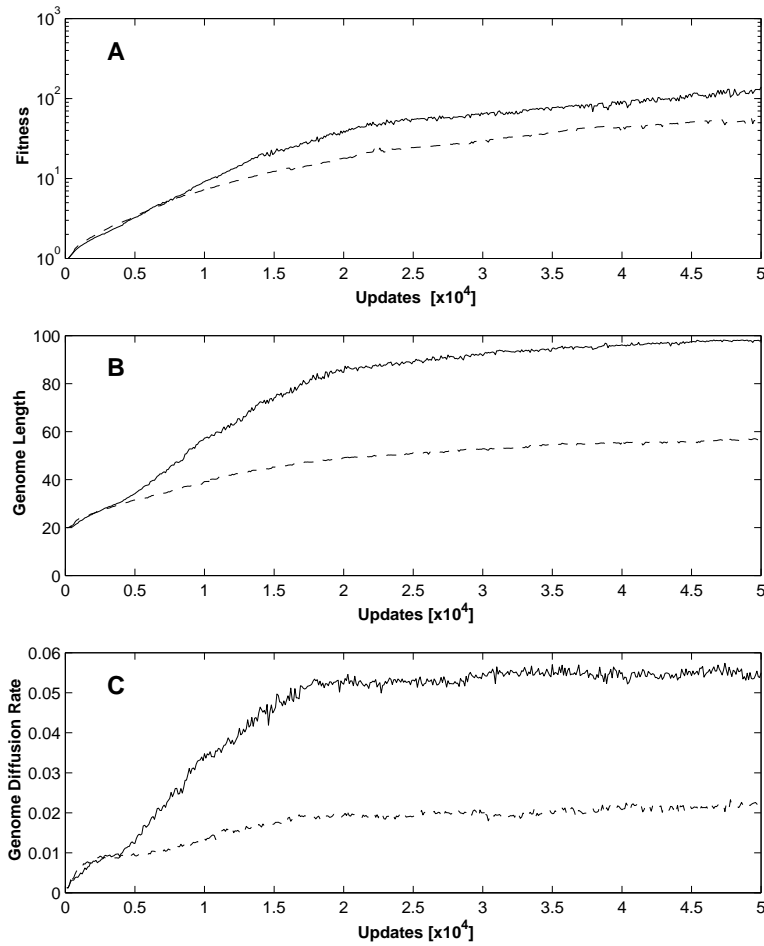 A
Fitness
10^3
10^2
10^1
10^0
0 0.5 1 1.5 2 2.5 3 3.5 4 4.5 5
Updates [x10^4]
B
Genome Length
100
80
60
40
20
0
0 0.5 1 1.5 2 2.5 3 3.5 4 4.5 5
Updates [x10^4]
C
Genome Diffusion Rate
0.06
0.05
0.04
0.03
0.02
0.01
0
0 0.5 1 1.5 2 2.5 3 3.5 4 4.5 5
Updates [x10^4]